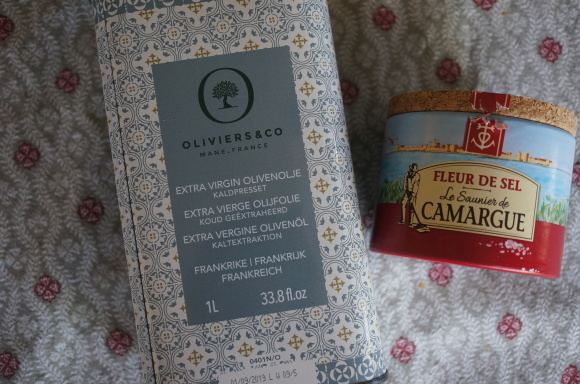 OLIVIERS&CO
MANE, FRANCE
EXTRA VIRGIN OLIVENOLJE
KALDPRESSET
EXTRA VIERGE OLIJFOLIE
KOUD GEËXTRAHEERD
EXTRA VERGINE OLIVENÖL
KALTEXTRAKTION
FRANKRIKE | FRANKRIJK
FRANKREICH
1L 33.8 fl.oz
0401N/O
FLEUR DE SEL
Le Saunier de
CAMARGUE